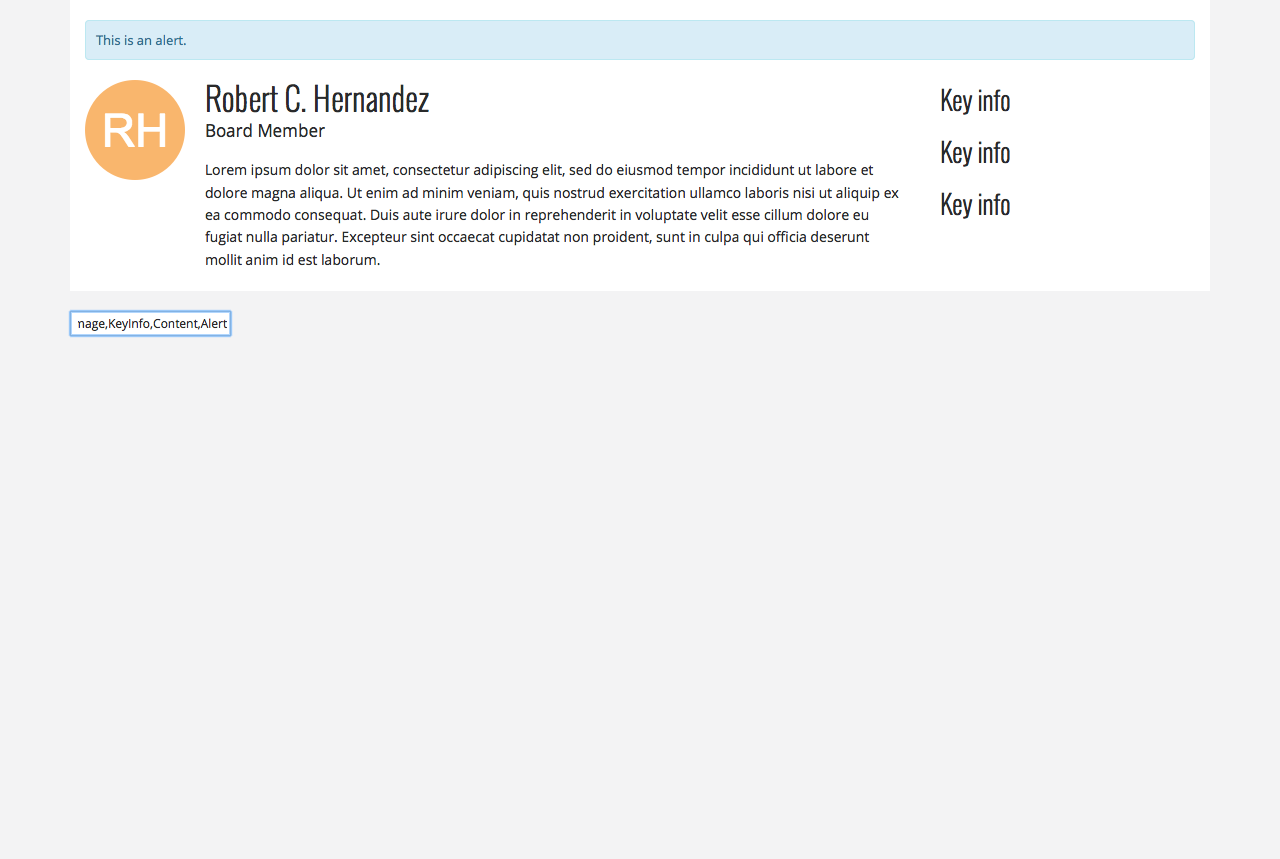 This is an alert.
RH
Robert C. Hernandez
Board Member
Lorem ipsum dolor sit amet, consectetur adipiscing elit, sed do eiusmod tempor incididunt ut labore et
dolore magna aliqua. Ut enim ad minim veniam, quis nostrud exercitation ullamco laboris nisi ut aliquip ex
ea commodo consequat. Duis aute irure dolor in reprehenderit in voluptate velit esse cillum dolore eu
fugiat nulla pariatur. Excepteur sint occaecat cupidatat non proident, sunt in culpa qui officia deserunt
mollit anim id est laborum.
Key info
Key info
Key info
mage,KeyInfo,Content,Alert